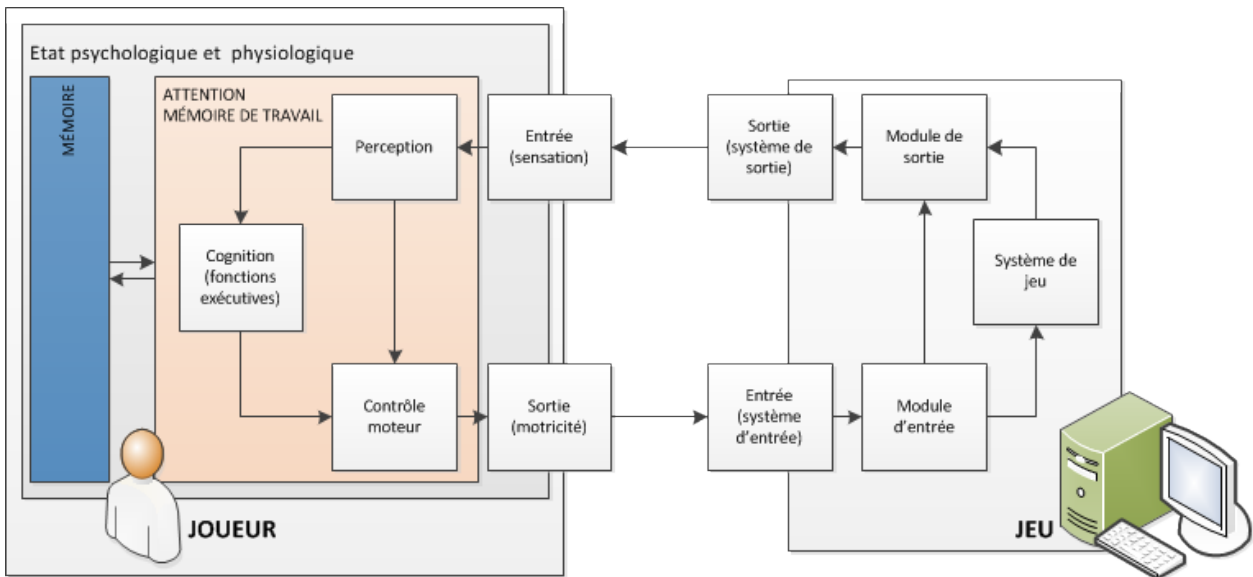 Etat psychologique et physiologique
MÉMOIRE
ATTENTION
MÉMOIRE DE TRAVAIL
Perception
Entrée
(sensation)
Sortie
(système de
sortie)
Module de
sortie
Cognition
(fonctions
exécutives)
Système de
jeu
Contrôle
moteur
Sortie
(motricité)
Entrée
(système
d'entrée)
Module
d'entrée
JOUEUR
JEU